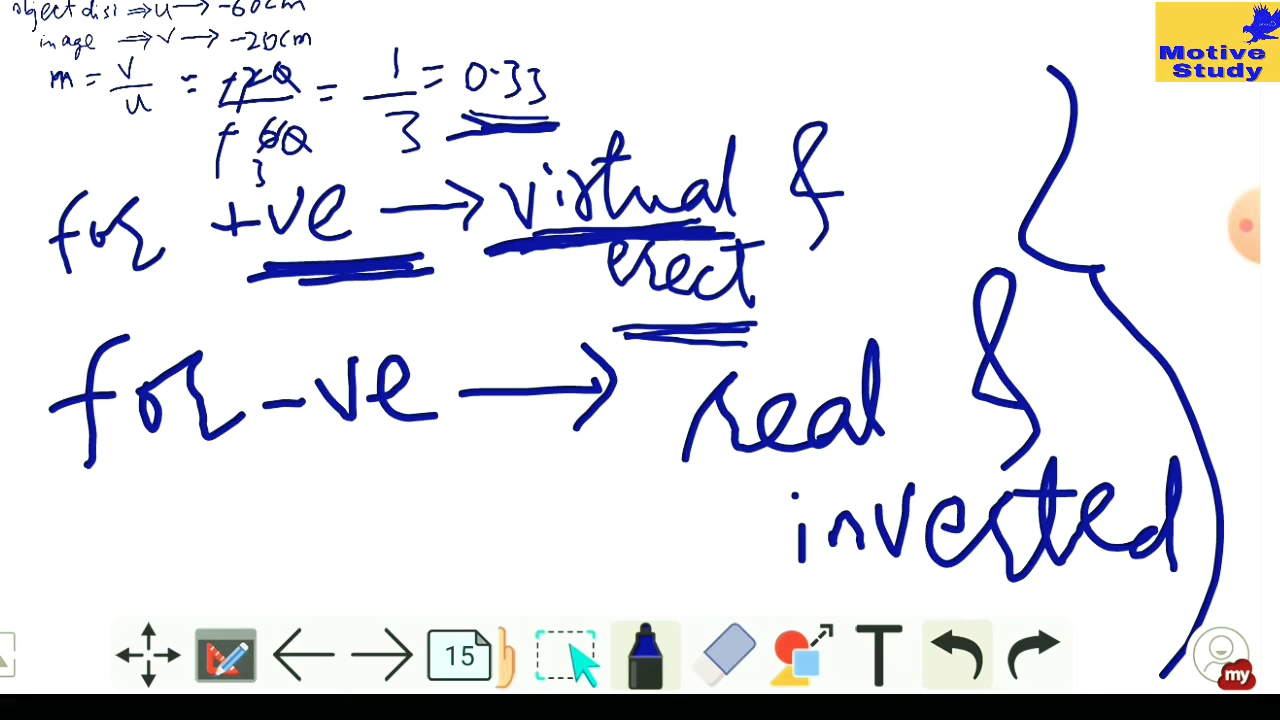 object dist ⇒ u → -60cm
image ⇒ v → -20cm
m = v/u = +20/+60 = 1/3 = 0.33
3
for +ve → virtual &
erect
for -ve → real &
inverted
Motive
Study
15
T
my